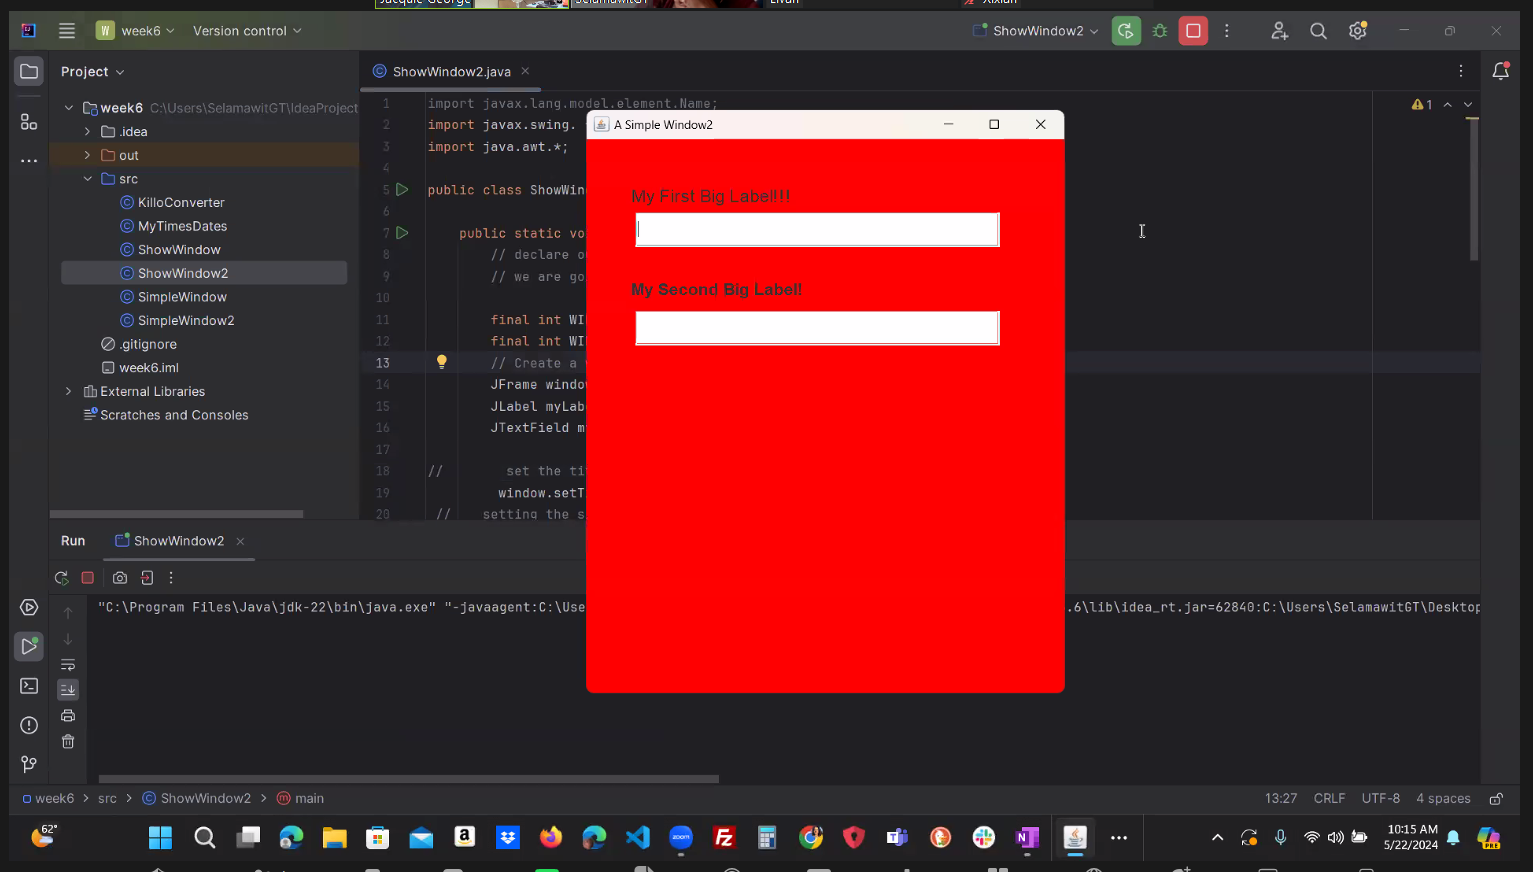 Jacquie George
SelamawitGT
Livan
Xixian
W
week6
Version control
ShowWindow2
Project
ShowWindow2.java
week6 C:\Users\SelamawitGT\IdeaProject
.idea
out
src
KilloConverter
MyTimesDates
ShowWindow
ShowWindow2
SimpleWindow
SimpleWindow2
.gitignore
week6.iml
External Libraries
Scratches and Consoles
1 import javax.lang.model.element.Name;
2 import javax.swing.
3 import java.awt.*;
4
5 public class ShowWin
6
7 public static vo
8 // declare o
9 // we are go
10
11 final int WI
12 final int WI
13 // Create a
14 JFrame windo
15 JLabel myLab
16 JTextField m
17
18 // set the ti
19 window.setT
20 // setting the s
1
A Simple Window2
My First Big Label!!!
My Second Big Label!
Run
ShowWindow2
"C:\Program Files\Java\jdk-22\bin\java.exe" "-javaagent:C:\Use
.6\lib\idea_rt.jar=62840:C:\Users\SelamawitGT\Desktop
week6 > src > ShowWindow2 > main
13:27 CRLF UTF-8 4 spaces
62°
10:15 AM
5/22/2024
PRE